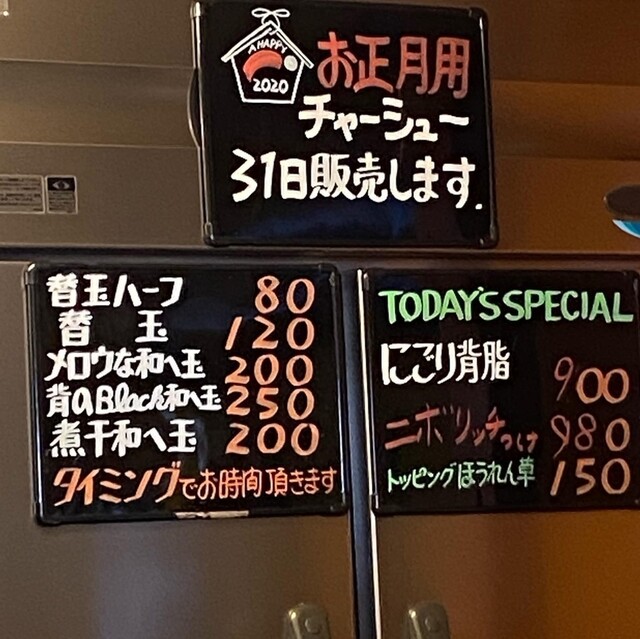 A HAPPY
2020
お正月用
チャーシュー
31日販売します.
替玉ハーフ 80
替玉 120
メロウな和へ玉 200
背のBlack和へ玉 250
煮干和へ玉 200
タイミングでお時間頂きます
TODAY'S SPECIAL
にごり背脂 900
ニボリッチつけ 980
トッピングほうれん草 150